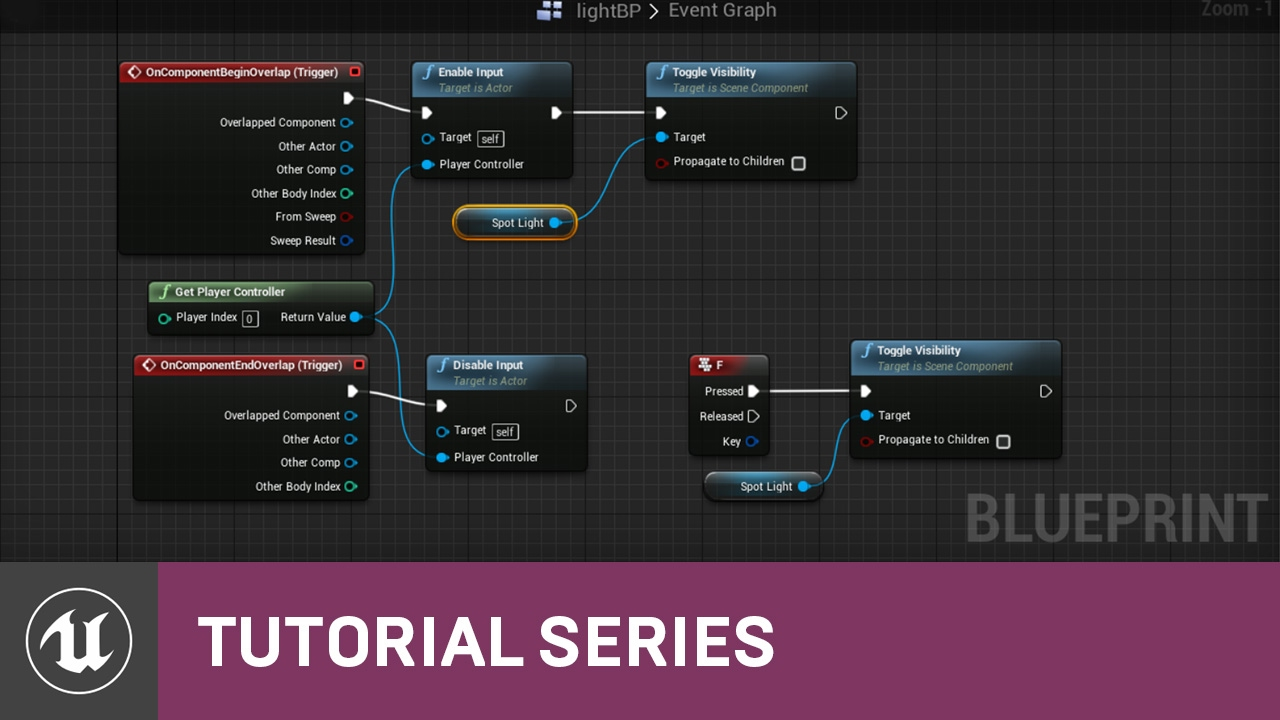 lightBP > Event Graph
Zoom -1
OnComponentBeginOverlap (Trigger)
Overlapped Component
Other Actor
Other Comp
Other Body Index
From Sweep
Sweep Result
f Enable Input
Target is Actor
Target self
Player Controller
f Toggle Visibility
Target is Scene Component
Target
Propagate to Children
Spot Light
f Get Player Controller
Player Index 0 Return Value
OnComponentEndOverlap (Trigger)
Overlapped Component
Other Actor
Other Comp
Other Body Index
f Disable Input
Target is Actor
Target self
Player Controller
F
Pressed
Released
Key
Spot Light
f Toggle Visibility
Target is Scene Component
Target
Propagate to Children
BLUEPRINT
TUTORIAL SERIES